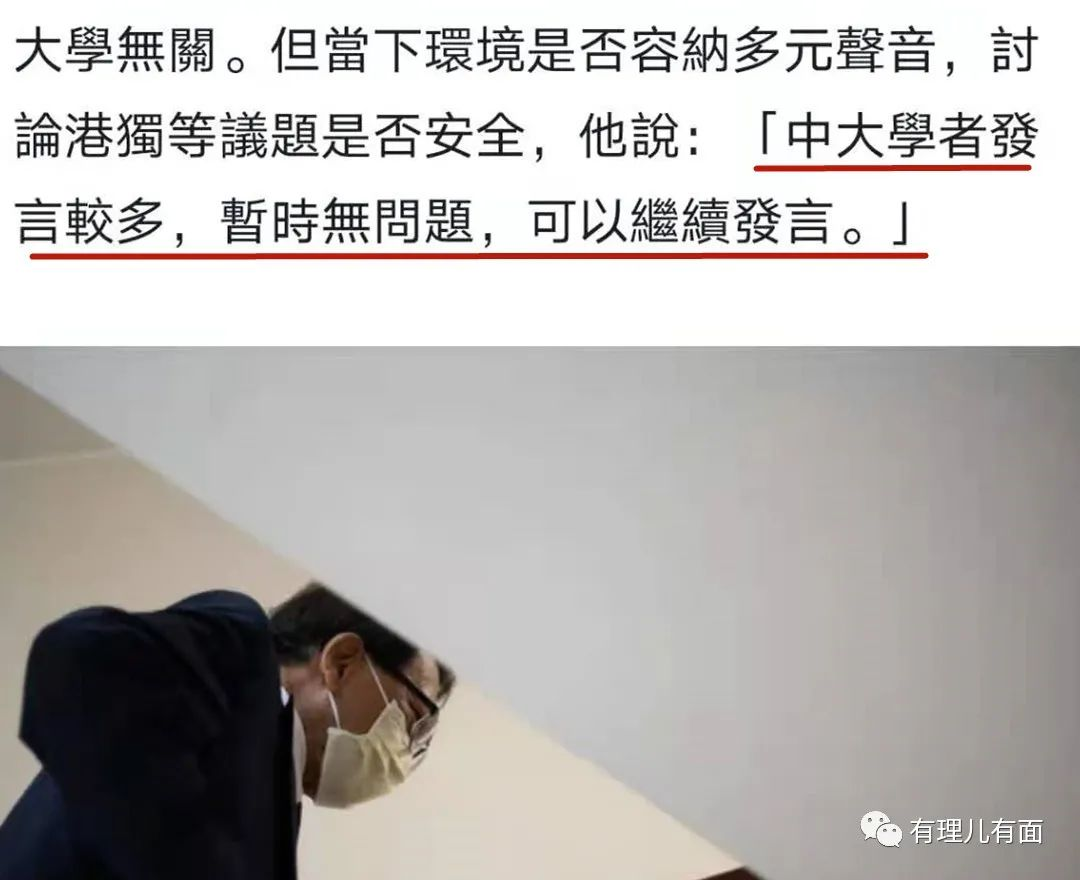 大學無關。但當下環境是否容納多元聲音，討
論港獨等議題是否安全，他說：「中大學者發
言較多，暫時無問題，可以繼續發言。」
有理儿有面